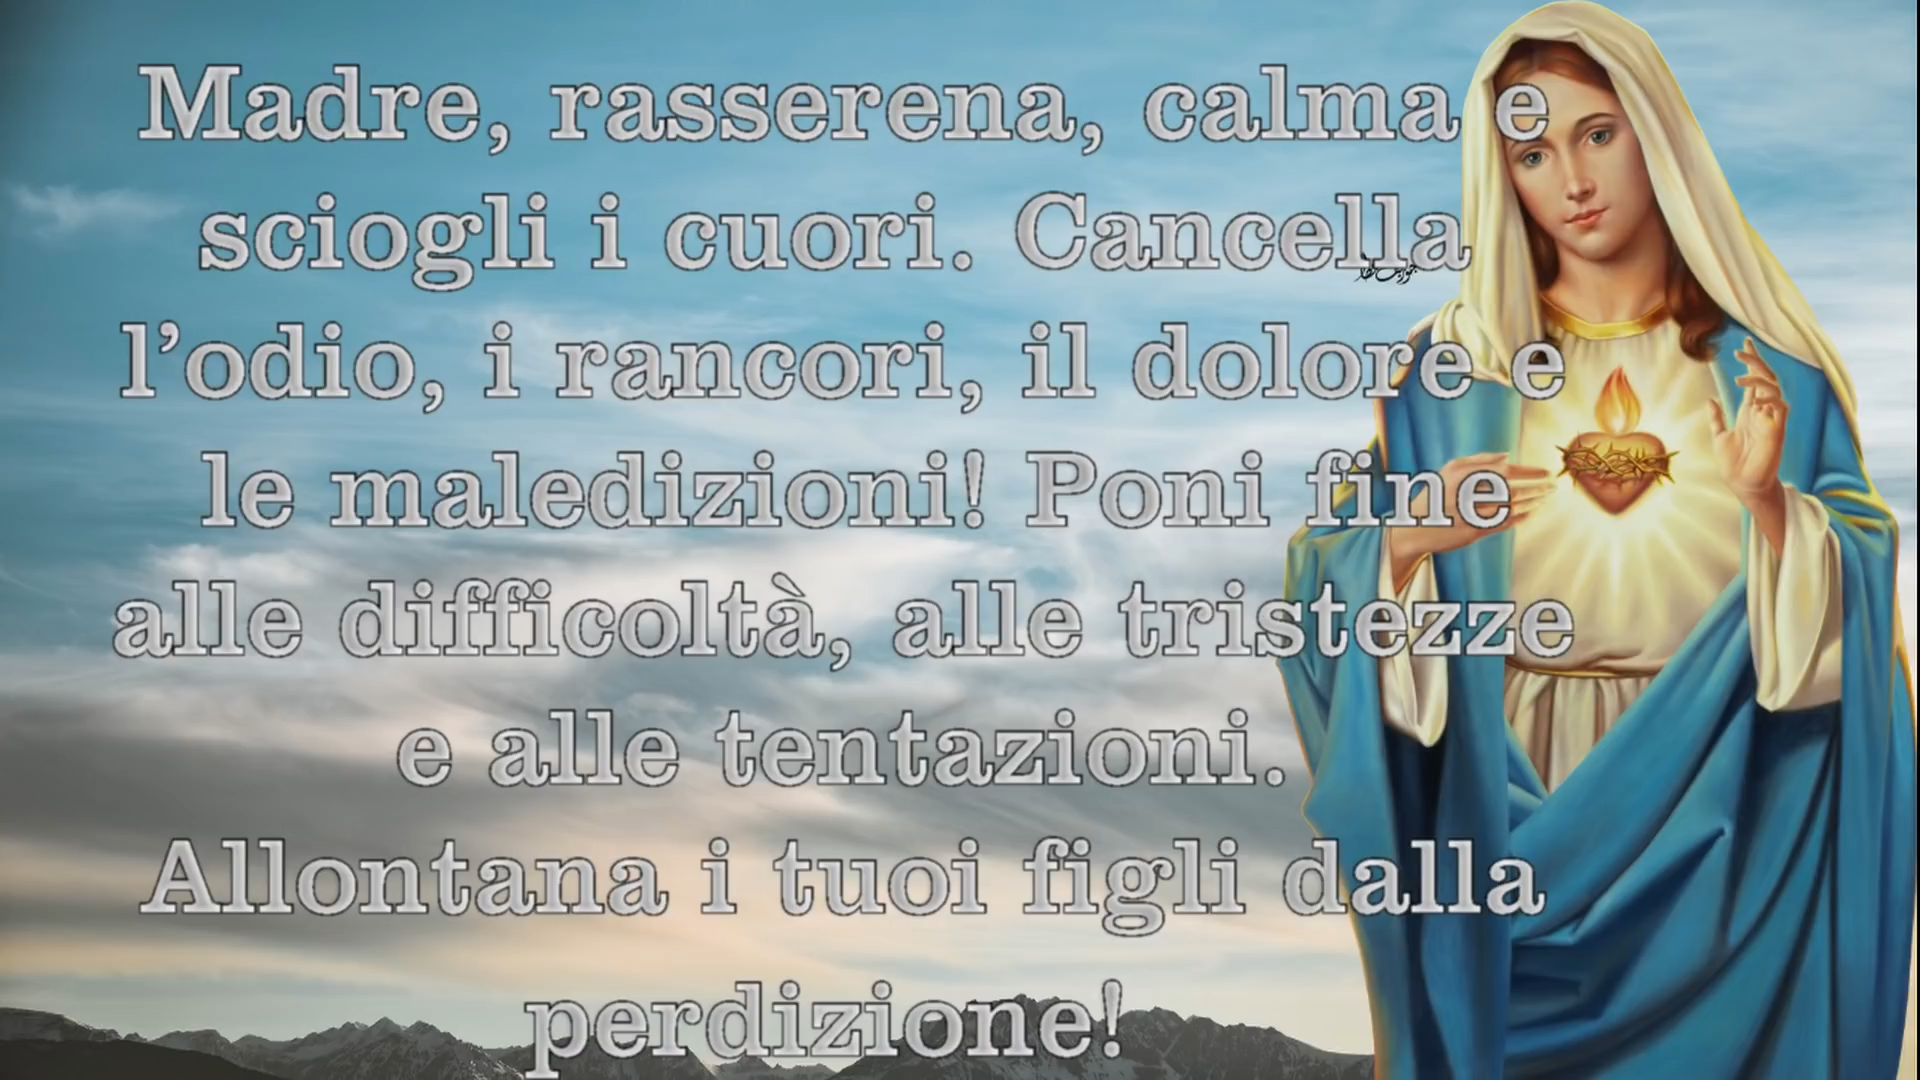 Madre, rasserena, calma e
sciogli i cuori. Cancella
l’odio, i rancori, il dolore e
le maledizioni! Poni fine
alle difficoltà, alle tristezze
e alle tentazioni.
Allontana i tuoi figli dalla
perdizione!